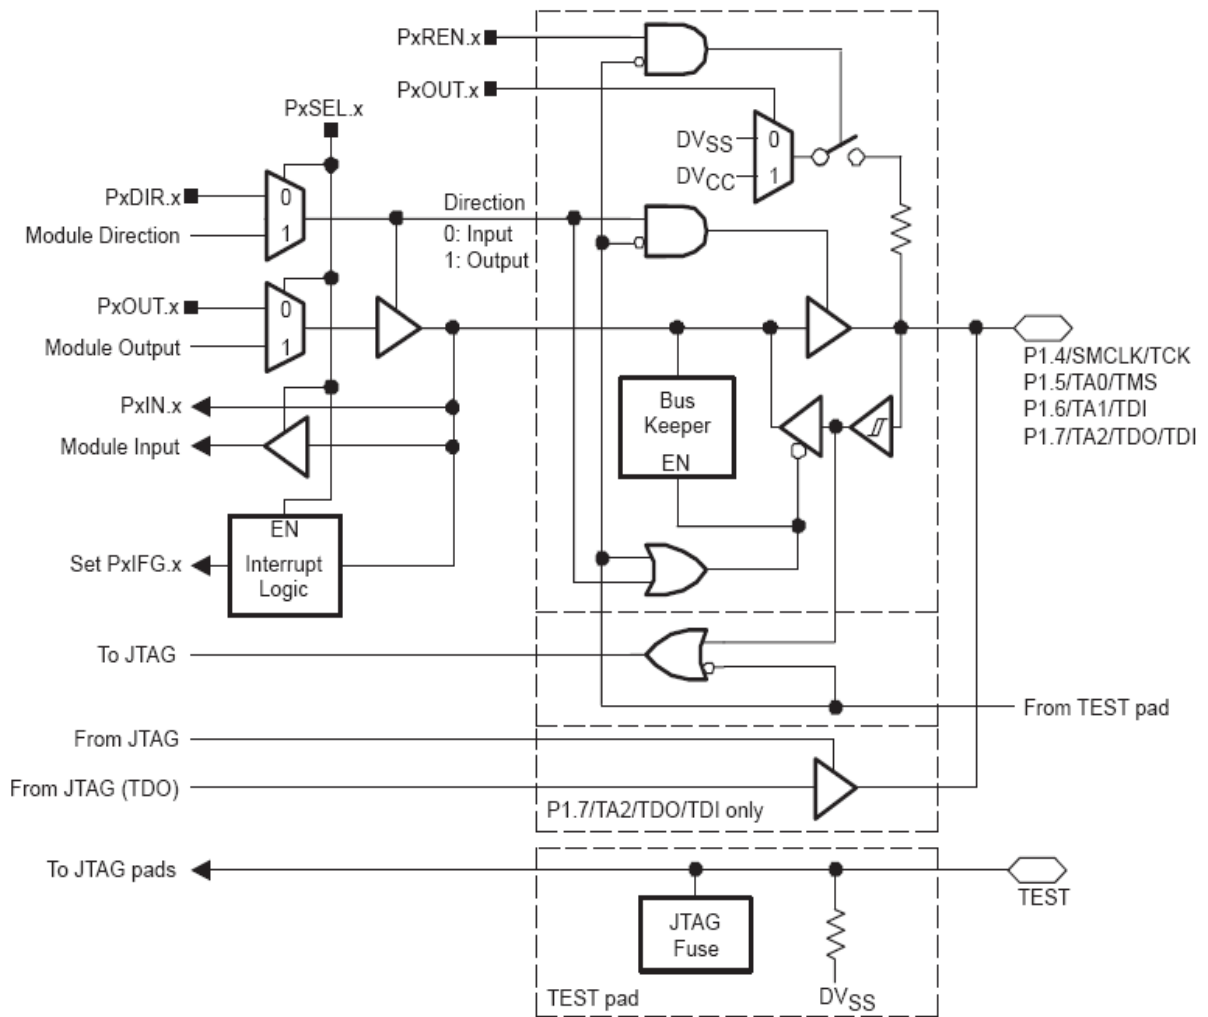 PxREN.x
PxOUT.x
PxSEL.x
DVSS
0
DVCC
1
PxDIR.x
0
Module Direction
1
Direction
0: Input
1: Output
PxOUT.x
0
Module Output
1
P1.4/SMCLK/TCK
P1.5/TA0/TMS
P1.6/TA1/TDI
P1.7/TA2/TDO/TDI
PxIN.x
Module Input
Bus
Keeper
EN
EN
Set PxIFG.x
Interrupt
Logic
To JTAG
From TEST pad
From JTAG
From JTAG (TDO)
P1.7/TA2/TDO/TDI only
To JTAG pads
TEST
JTAG
Fuse
TEST pad
DVSS